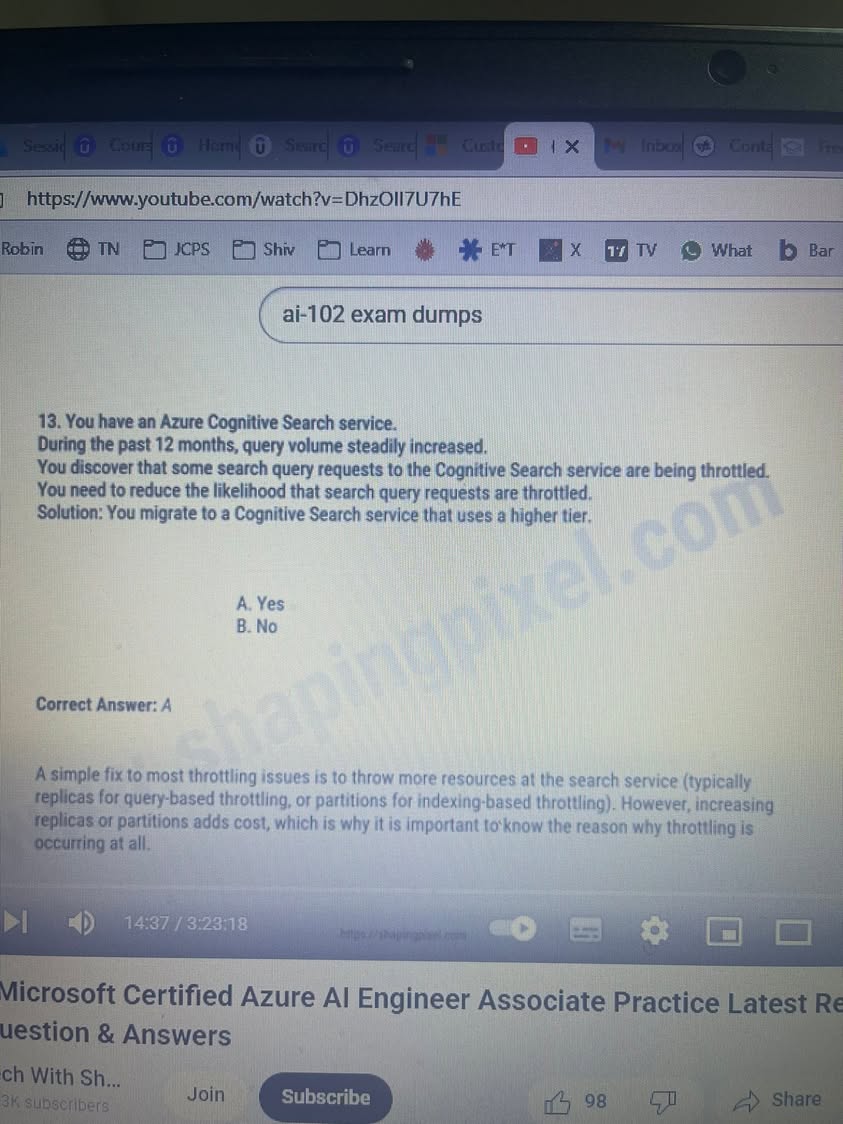 Sessic Cours Home Searc Searc Custo Inbox Conta Fre
https://www.youtube.com/watch?v=DhzOII7U7hE
Robin TN JCPS Shiv Learn E*T X 17 TV What b Bar
ai-102 exam dumps
13. You have an Azure Cognitive Search service.
During the past 12 months, query volume steadily increased.
You discover that some search query requests to the Cognitive Search service are being throttled.
You need to reduce the likelihood that search query requests are throttled.
Solution: You migrate to a Cognitive Search service that uses a higher tier.
A. Yes
B. No
shapingpixel.com
Correct Answer: A
A simple fix to most throttling issues is to throw more resources at the search service (typically
replicas for query-based throttling, or partitions for indexing-based throttling). However, increasing
replicas or partitions adds cost, which is why it is important to know the reason why throttling is
occurring at all.
14:37 / 3:23:18
https://shapingpixel.com
Microsoft Certified Azure AI Engineer Associate Practice Latest Re
uestion & Answers
ech With Sh...
3K subscribers
Join
Subscribe
98
Share